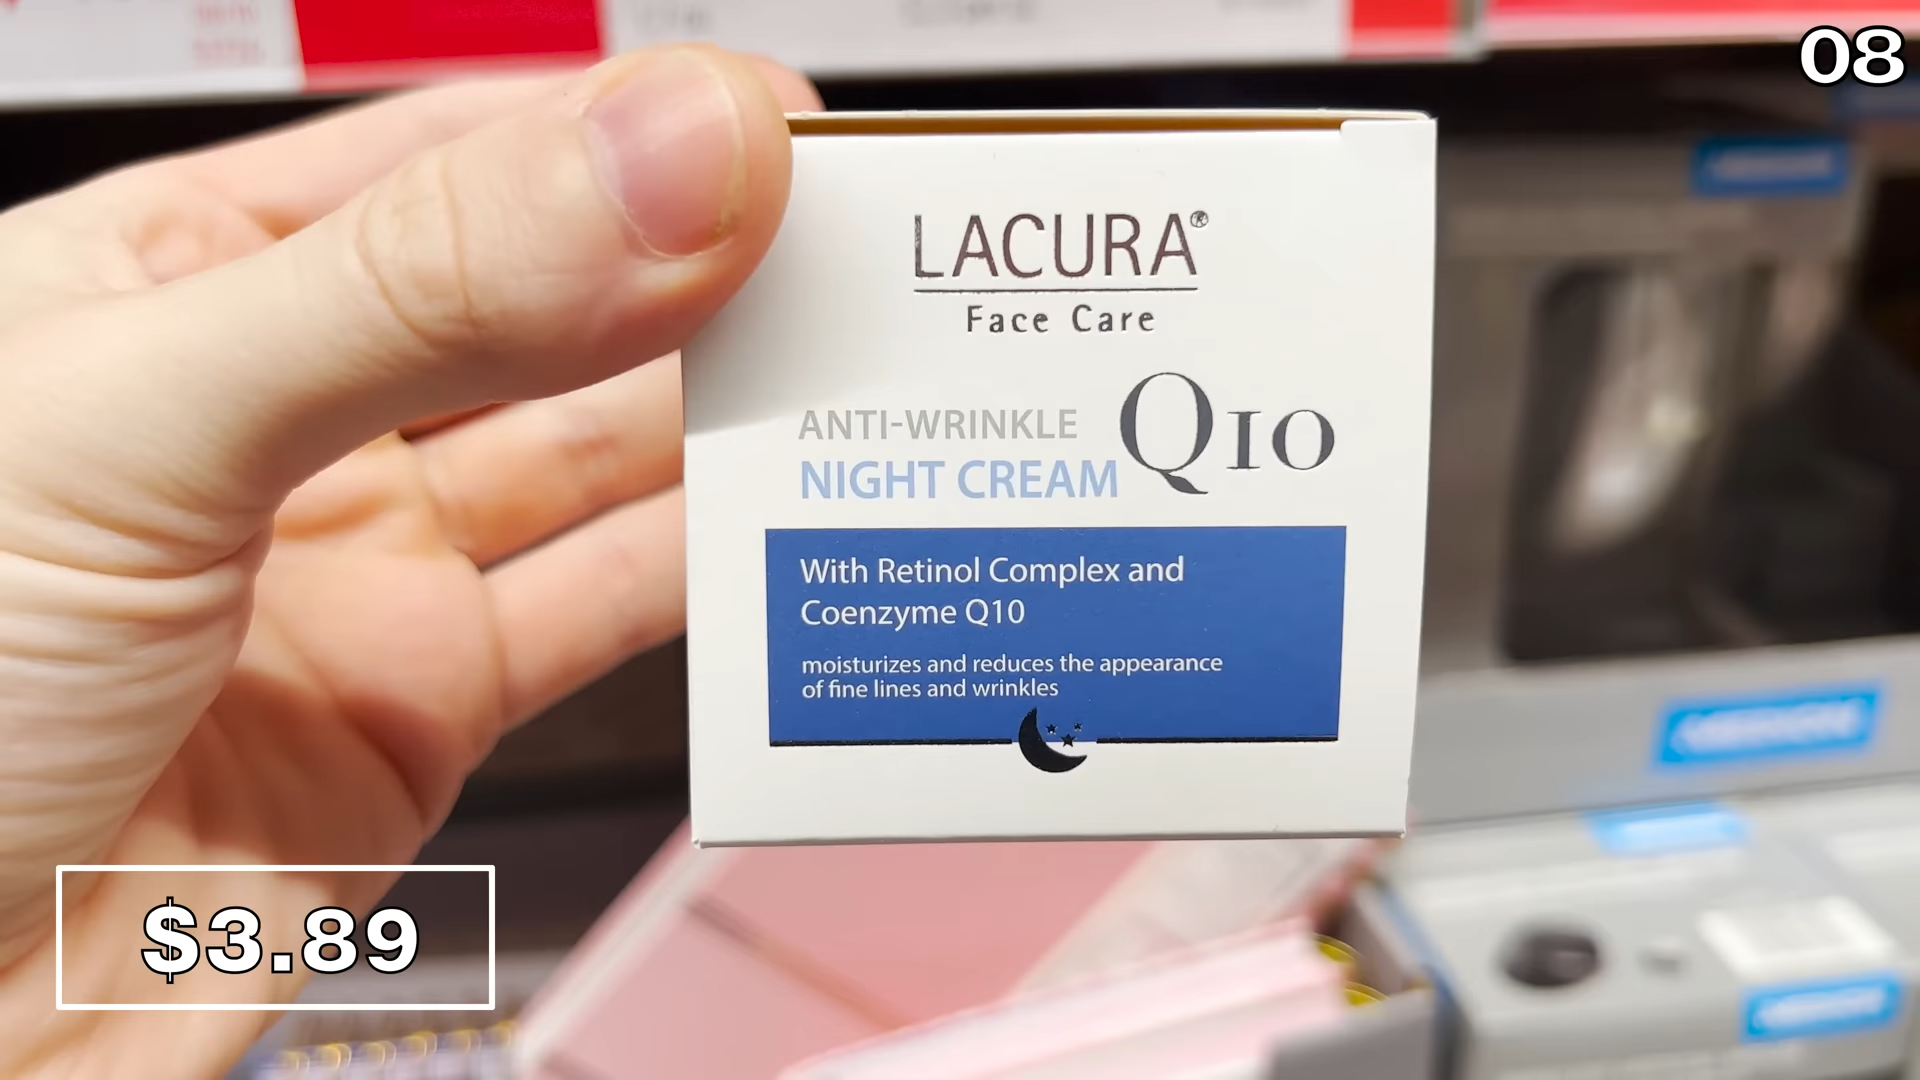 08
LACURA®
Face Care
ANTI-WRINKLE
NIGHT CREAM
Q10
With Retinol Complex and
Coenzyme Q10
moisturizes and reduces the appearance
of fine lines and wrinkles
$3.89